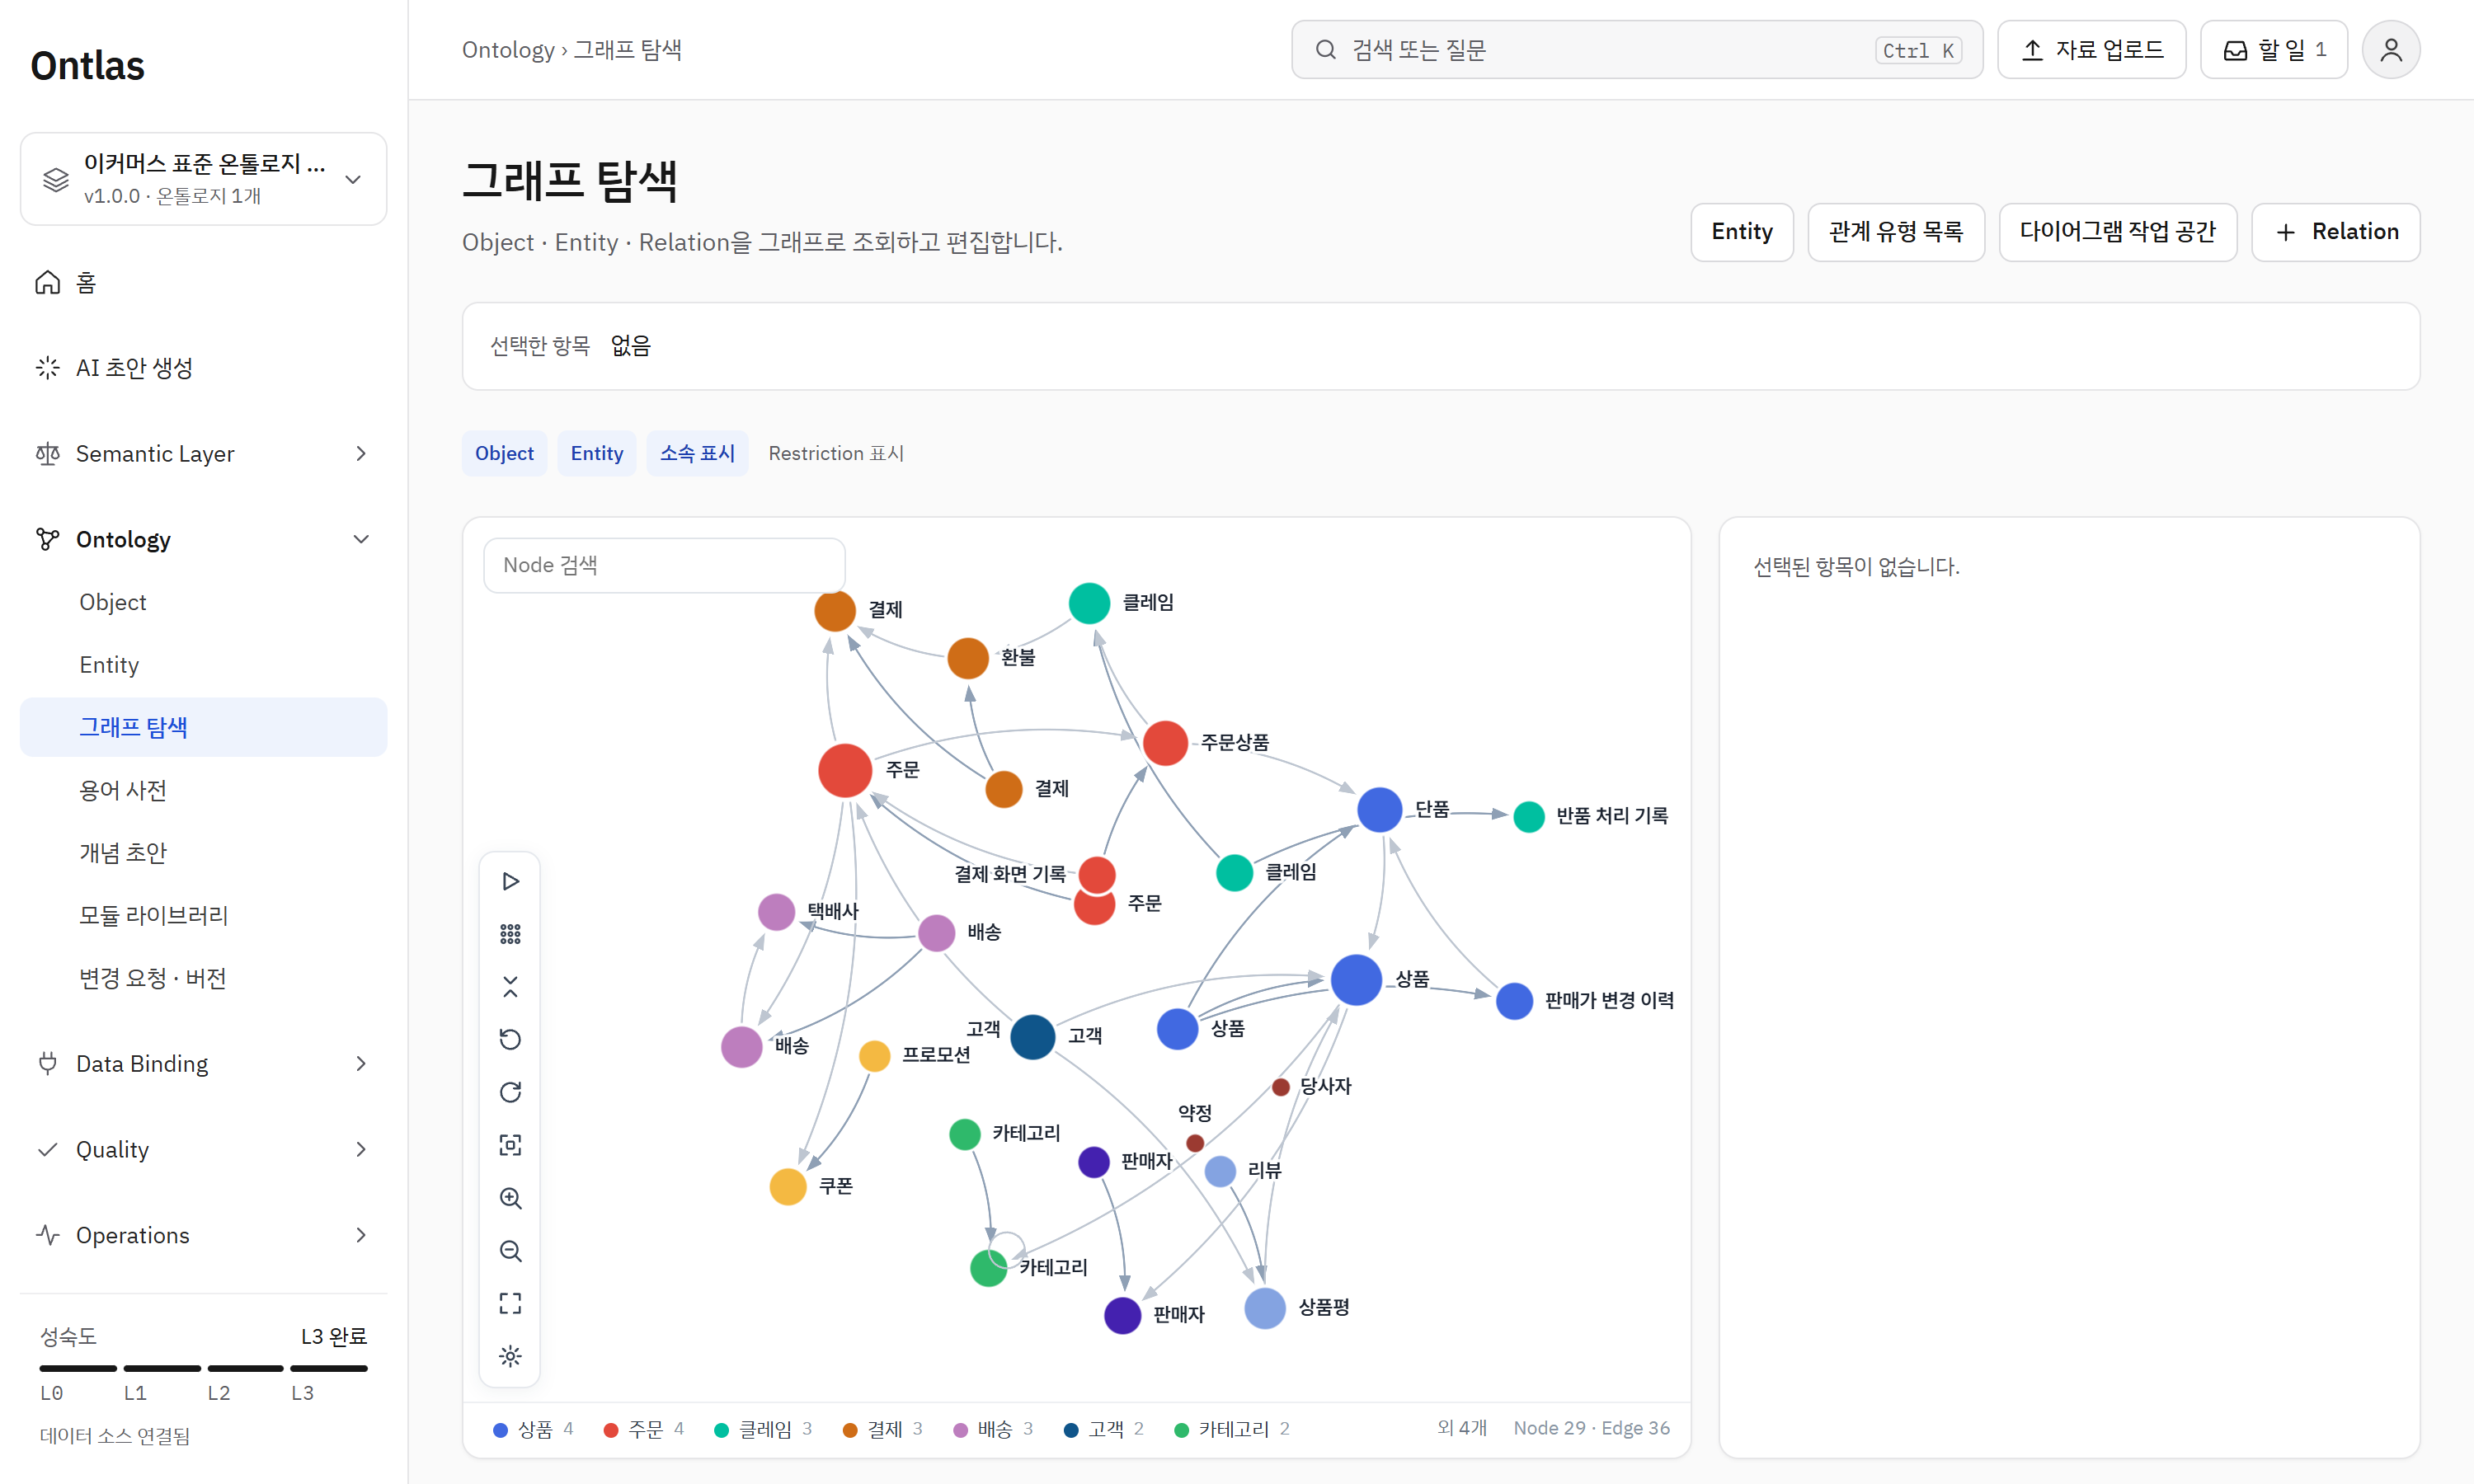 Ontlas
이커머스 표준 온톨로지 ...
v1.0.0 · 온톨로지 1개
홈
AI 초안 생성
Semantic Layer
Ontology
Object
Entity
그래프 탐색
용어 사전
개념 초안
모듈 라이브러리
변경 요청 · 버전
Data Binding
Quality
Operations
성숙도 L3 완료
L0 L1 L2 L3
데이터 소스 연결됨
Ontology › 그래프 탐색
검색 또는 질문 Ctrl K
자료 업로드
할 일 1
그래프 탐색
Object · Entity · Relation을 그래프로 조회하고 편집합니다.
Entity
관계 유형 목록
다이어그램 작업 공간
+ Relation
선택한 항목 없음
Object Entity 소속 표시 Restriction 표시
Node 검색
결제
클레임
환불
주문상품
주문
결제
단품
반품 처리 기록
결제 화면 기록
클레임
주문
택배사
배송
상품
판매가 변경 이력
고객
고객
상품
배송
프로모션
당사자
약정
카테고리
판매자
리뷰
쿠폰
카테고리
판매자
상품평
상품 4 주문 4 클레임 3 결제 3 배송 3 고객 2 카테고리 2 외 4개 Node 29 · Edge 36
선택된 항목이 없습니다.